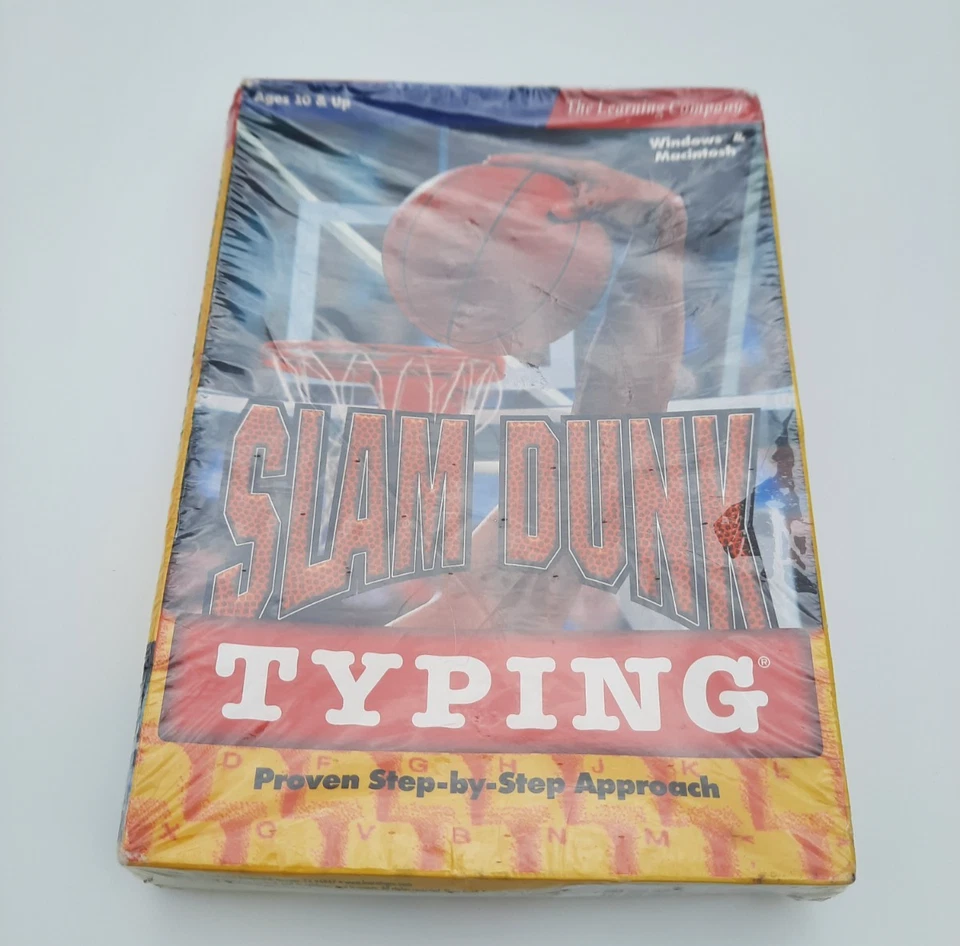 Ages 10 & Up
The Learning Company
Windows & Macintosh
SLAM DUNK
TYPING®
D F G H J K L
Proven Step-by-Step Approach
X G V B N M